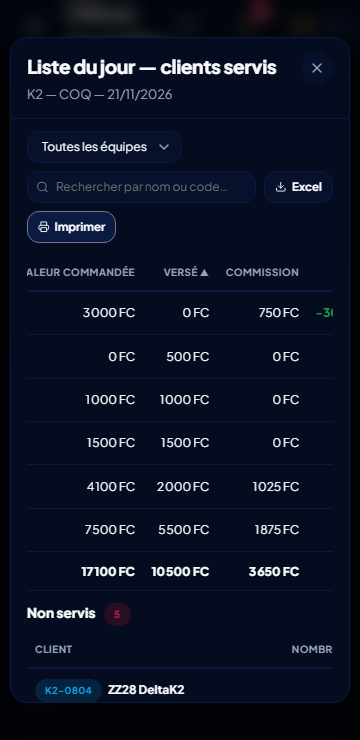 Liste du jour — clients servis
K2 — COQ — 21/11/2026
Toutes les équipes
Rechercher par nom ou code...
Excel
Imprimer
ALEUR COMMANDÉE VERSÉ ▲ COMMISSION
3000 FC 0 FC 750 FC -30
0 FC 500 FC 0 FC
1000 FC 1000 FC 0 FC
1500 FC 1500 FC 0 FC
4100 FC 2000 FC 1025 FC
7500 FC 5500 FC 1875 FC
17100 FC 10500 FC 3650 FC
Non servis 5
CLIENT NOMBR
K2-0804 ZZ28 DeltaK2